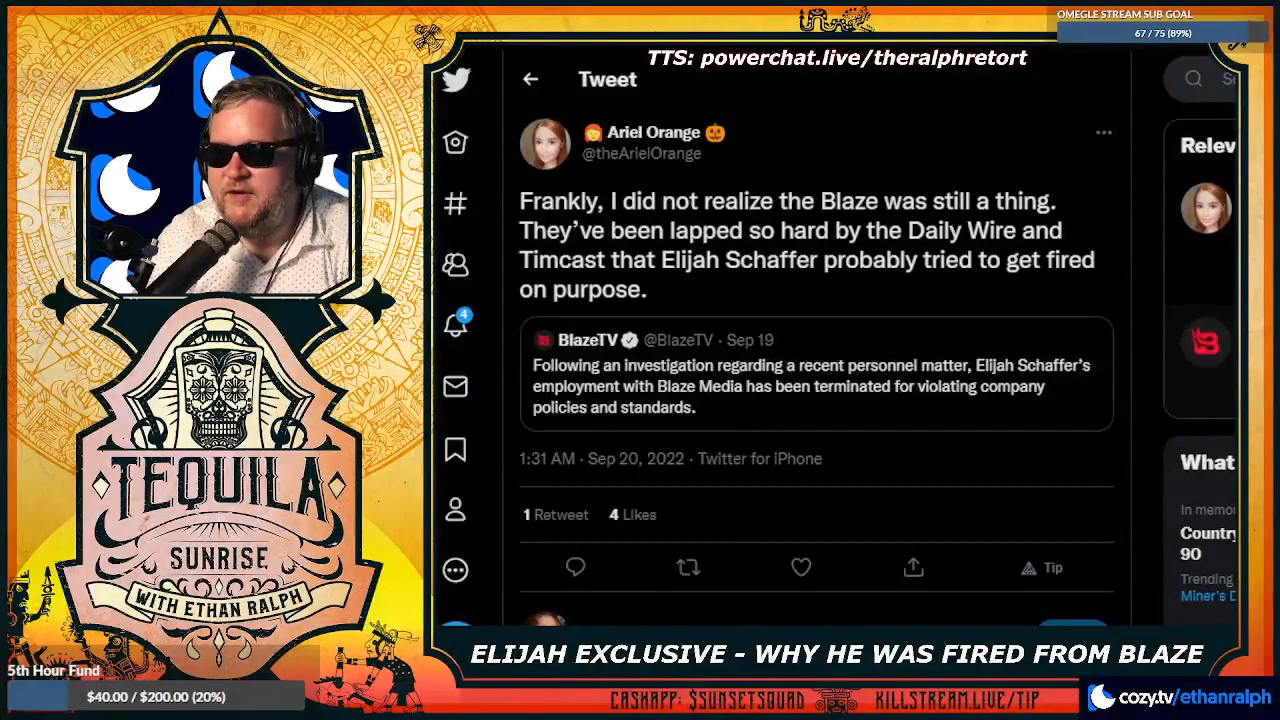 OMEGLE STREAM SUB GOAL
67 / 75 (89%)
TTS: powerchat.live/theralphretort
Tweet
Ariel Orange
@theArielOrange
Frankly, I did not realize the Blaze was still a thing.
They've been lapped so hard by the Daily Wire and
Timcast that Elijah Schaffer probably tried to get fired
on purpose.
BlazeTV @BlazeTV · Sep 19
Following an investigation regarding a recent personnel matter, Elijah Schaffer's
employment with Blaze Media has been terminated for violating company
policies and standards.
1:31 AM · Sep 20, 2022 · Twitter for iPhone
1 Retweet 4 Likes
Tip
4
Relev
What
In memor
Country
90
Trending
Miner's D
TEQUILA
SUNRISE
WITH ETHAN RALPH
5th Hour Fund
$40.00 / $200.00 (20%)
ELIJAH EXCLUSIVE - WHY HE WAS FIRED FROM BLAZE
CASHAPP: $SUNSETSQUAD
KILLSTREAM.LIVE/TIP
cozy.tv/ethanralph